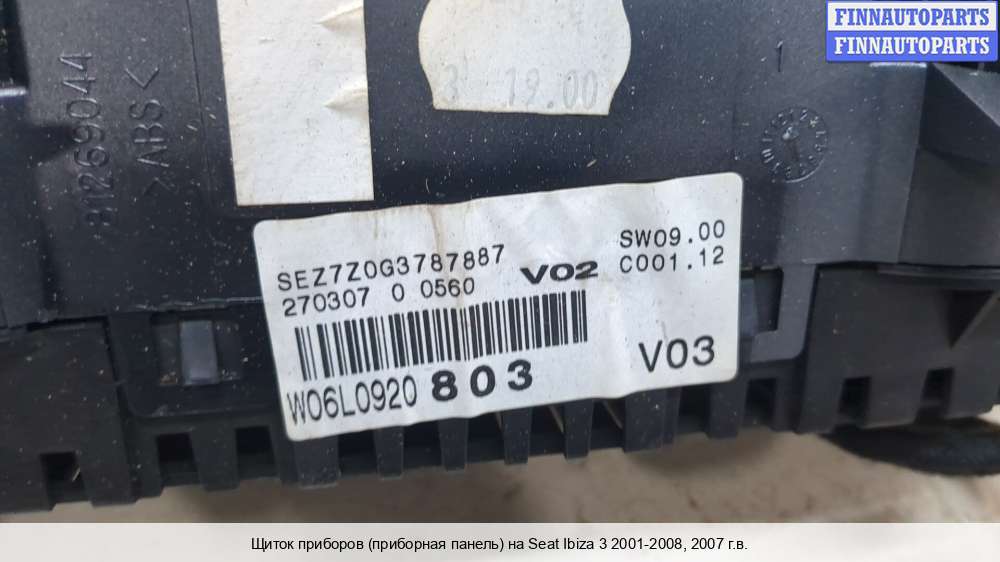 FINNAUTOPARTS
FINNAUTOPARTS
81269044
>ABS<
19.00
1
SEZ7Z0G3787887
270307 0 0560
V02
SW09.00
C001.12
W06L0920 803
V03
Щиток приборов (приборная панель) на Seat Ibiza 3 2001-2008, 2007 г.в.